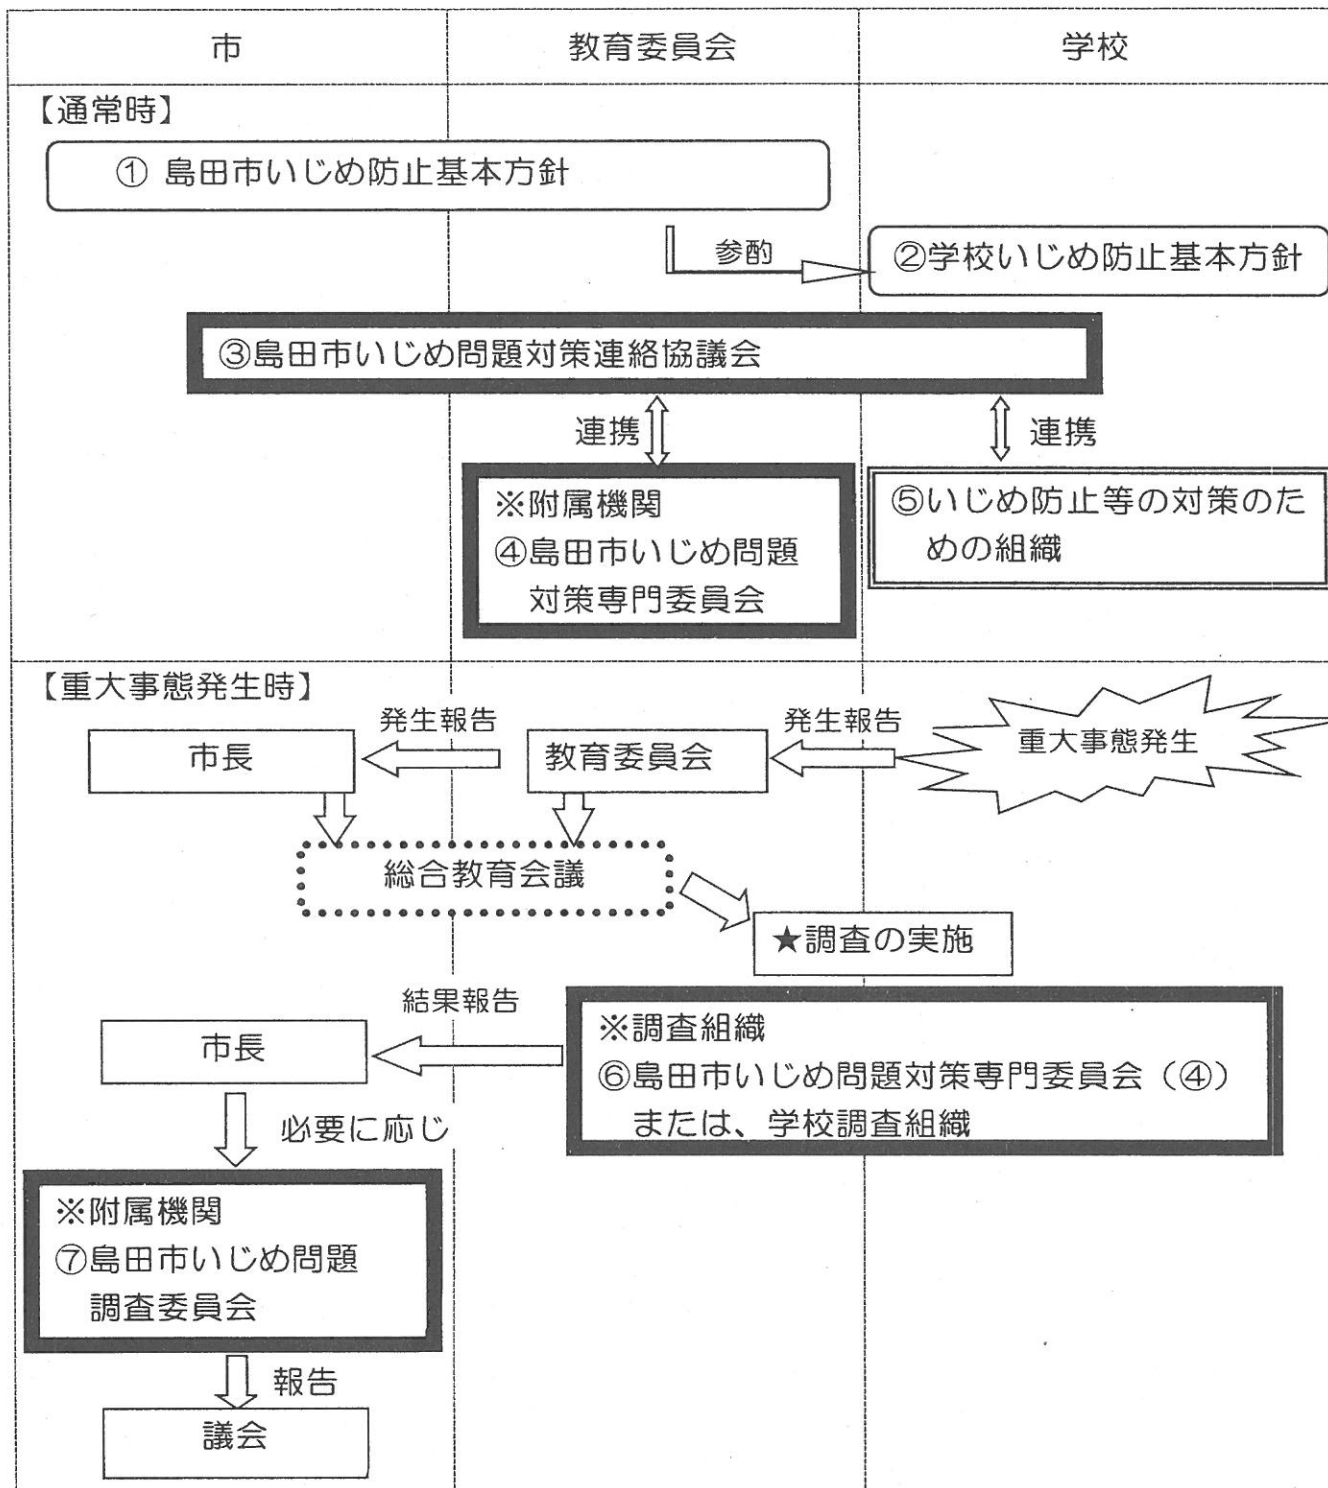 市
教育委員会
学校
【通常時】
① 島田市いじめ防止基本方針
参酌
②学校いじめ防止基本方針
③島田市いじめ問題対策連絡協議会
連携
連携
※附属機関
④島田市いじめ問題
対策専門委員会
⑤いじめ防止等の対策のた
めの組織
【重大事態発生時】
発生報告
発生報告
市長
教育委員会
重大事態発生
総合教育会議
★調査の実施
結果報告
市長
※調査組織
⑥島田市いじめ問題対策専門委員会（④）
または、学校調査組織
必要に応じ
※附属機関
⑦島田市いじめ問題
調査委員会
報告
議会